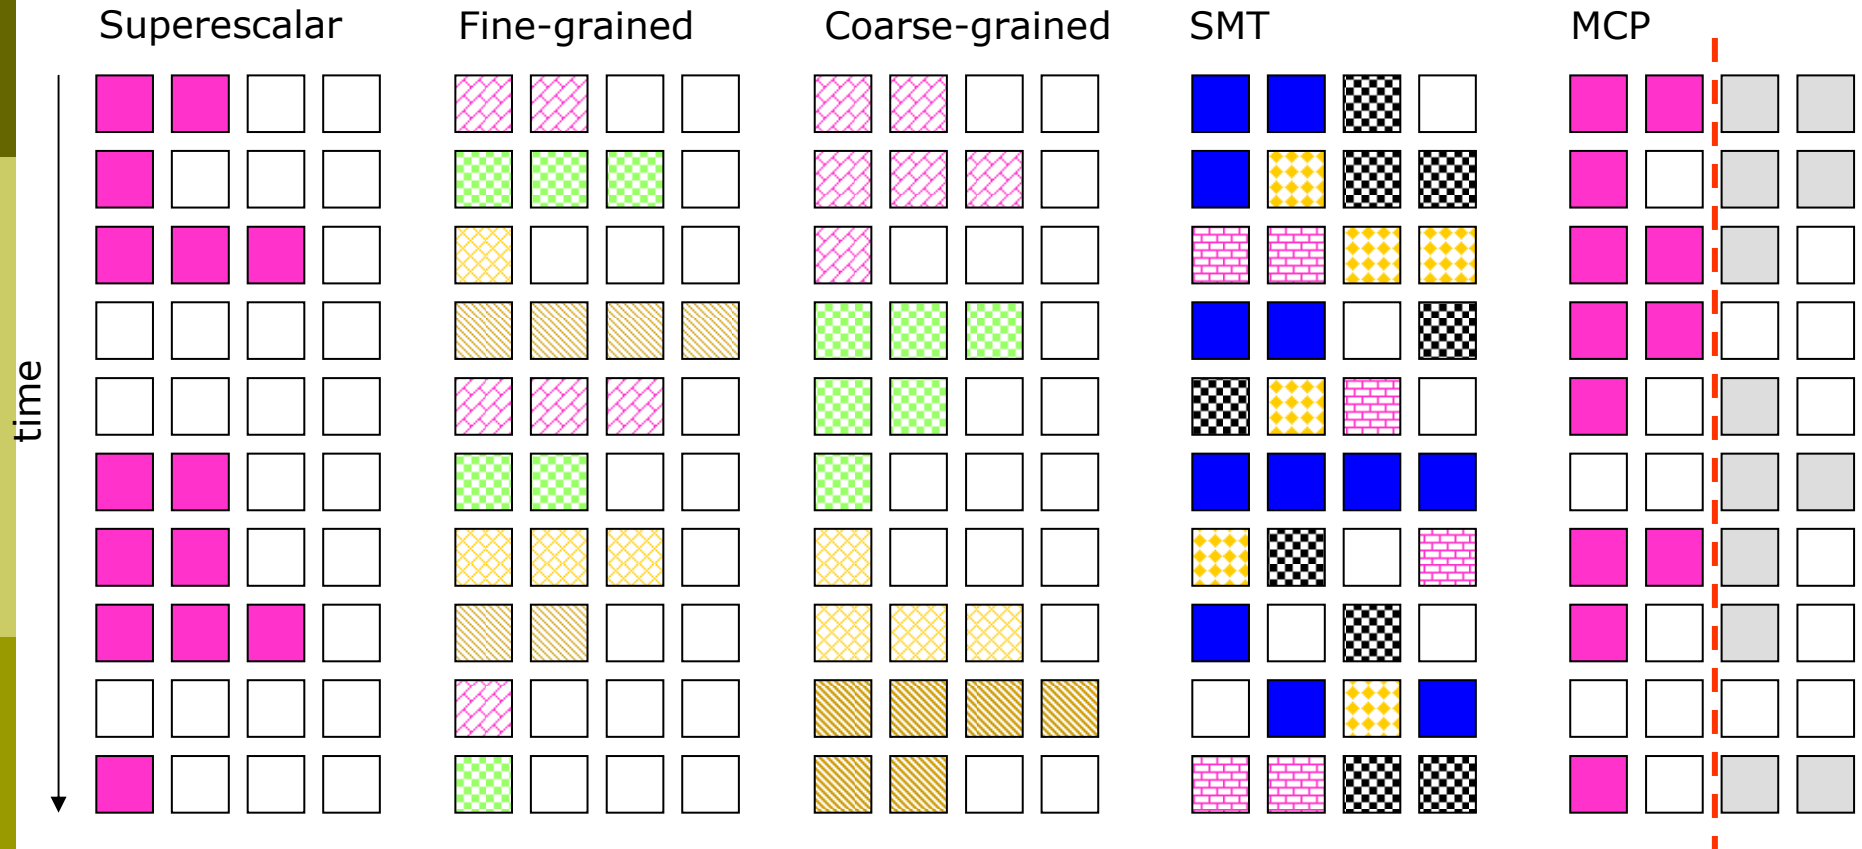 Superescalar
Fine-grained
Coarse-grained
SMT
MCP
time